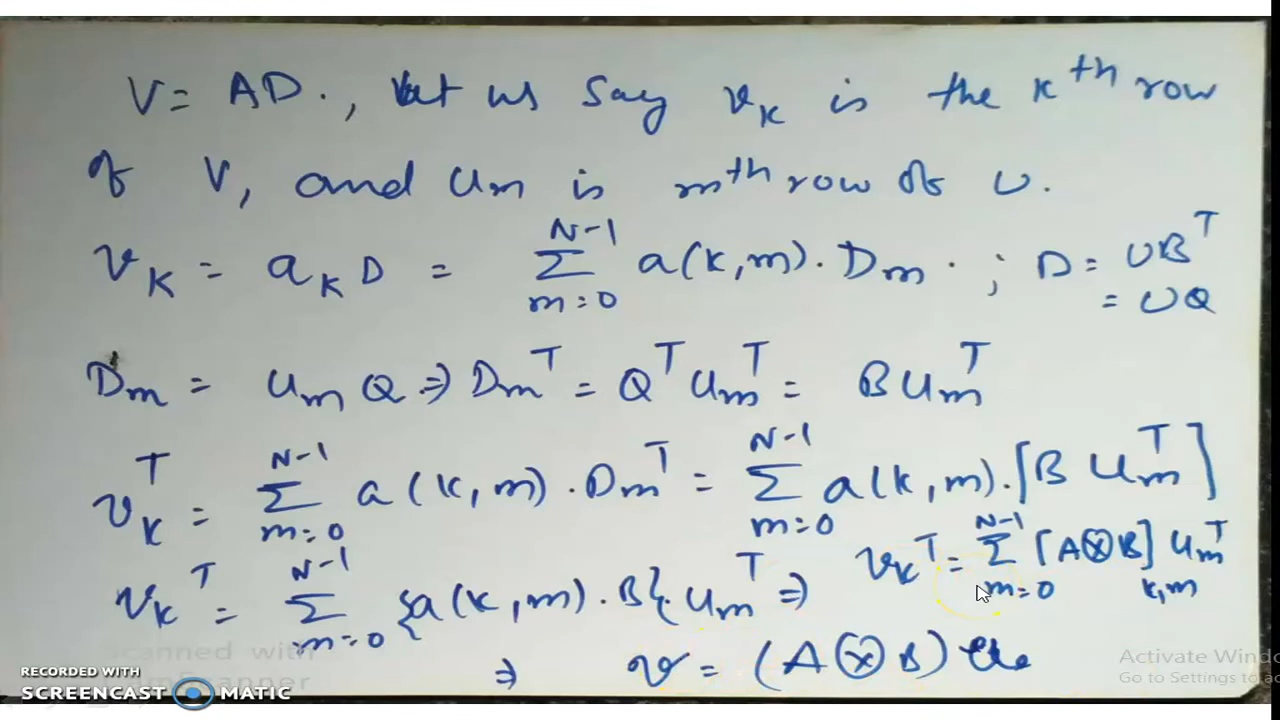 V = AD., Let us say v_k is the k^th row
of V, and u_m is m^th row of U.
v_k = a_k D = Σ_{m=0}^{N-1} a(k,m). D_m . ; D = UB^T
= UQ
D_m = u_m Q ⇒ D_m^T = Q^T u_m^T = B u_m^T
v_k^T = Σ_{m=0}^{N-1} a(k,m). D_m^T = Σ_{m=0}^{N-1} a(k,m). [B u_m^T]
v_k^T = Σ_{m=0}^{N-1} {a(k,m). B}. u_m^T ⇒ v_k^T = Σ_{m=0}^{N-1} [A⊗B]_{k,m} u_m^T
⇒ v = (A⊗B)
scanned with
Activate Wind
Go to Settings to a
RECORDED WITH
SCREENCAST MATIC